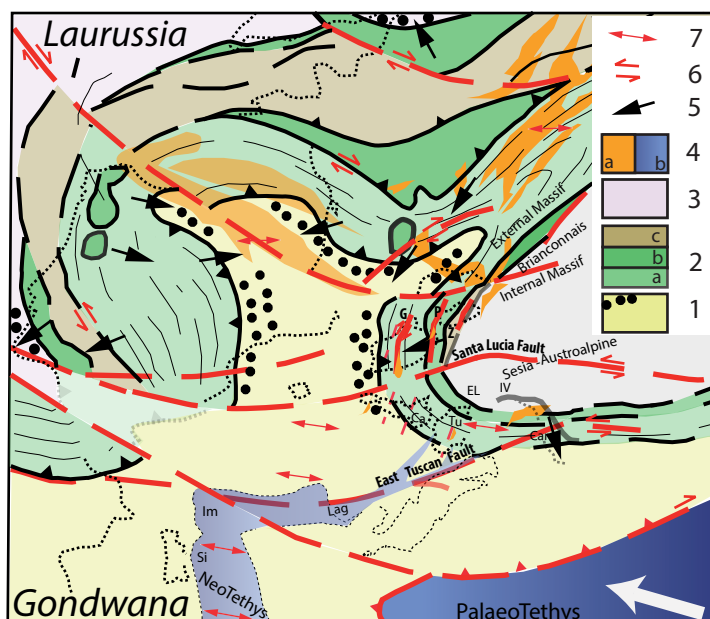 Laurussia
7
6
5
a
b
4
3
c
b
a
2
1
External Massif
Brianconnais
Internal Massif
G
P
Z
Santa Lucia Fault
Sesia -Austroalpine
EL
IV
Ca
Tu
Car
East Tuscan Fault
Im
Lag
Si
NeoTethys
Gondwana
PalaeoTethys